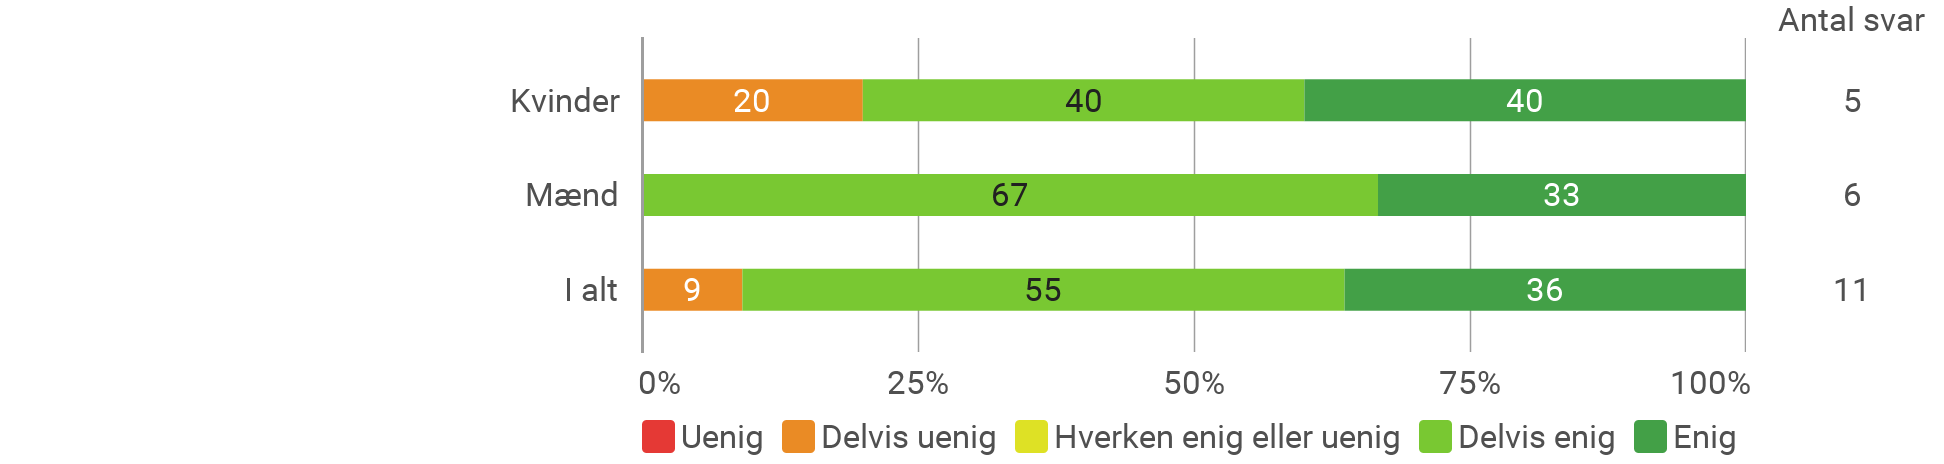 Antal svar
Kvinder 20 40 40 5
Mænd 67 33 6
I alt 9 55 36 11
0% 25% 50% 75% 100%
Uenig Delvis uenig Hverken enig eller uenig Delvis enig Enig